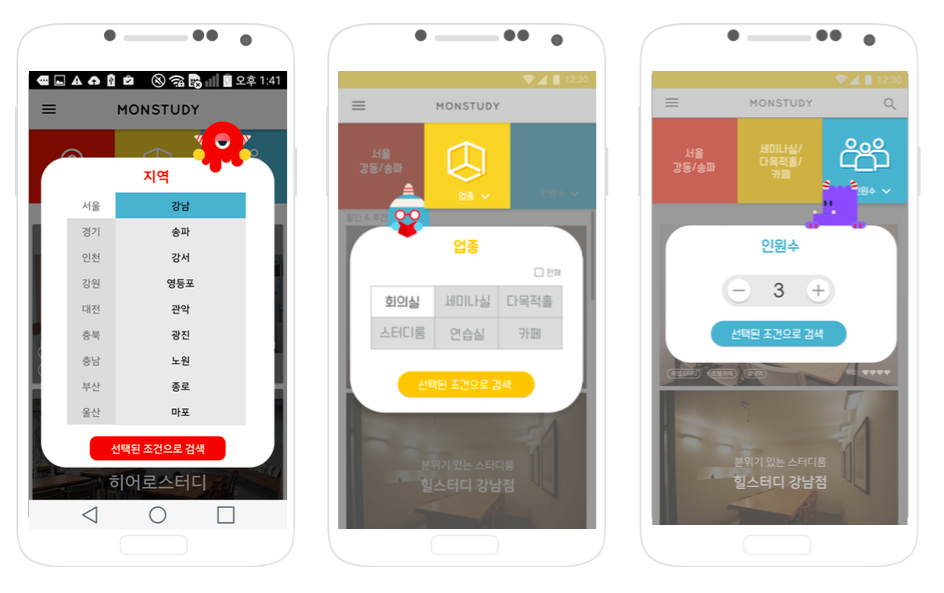 오후 1:41
MONSTUDY
지역
서울 강남
경기 송파
인천 강서
강원 영등포
대전 관악
충북 광진
충남 노원
부산 종로
울산 마포
선택된 조건으로 검색
히어로스터디
12:30
MONSTUDY
서울
강동/송파
업종
인원수
업종
전체
회의실 세미나실 다목적홀
스터디룸 연습실 카페
선택된 조건으로 검색
분위기 있는 스터디룸
힐스터디 강남점
12:30
MONSTUDY
서울
강동/송파
세미나실/
다목적홀/
카페
인원수
인원수
3
선택된 조건으로 검색
분위기 있는 스터디룸
힐스터디 강남점